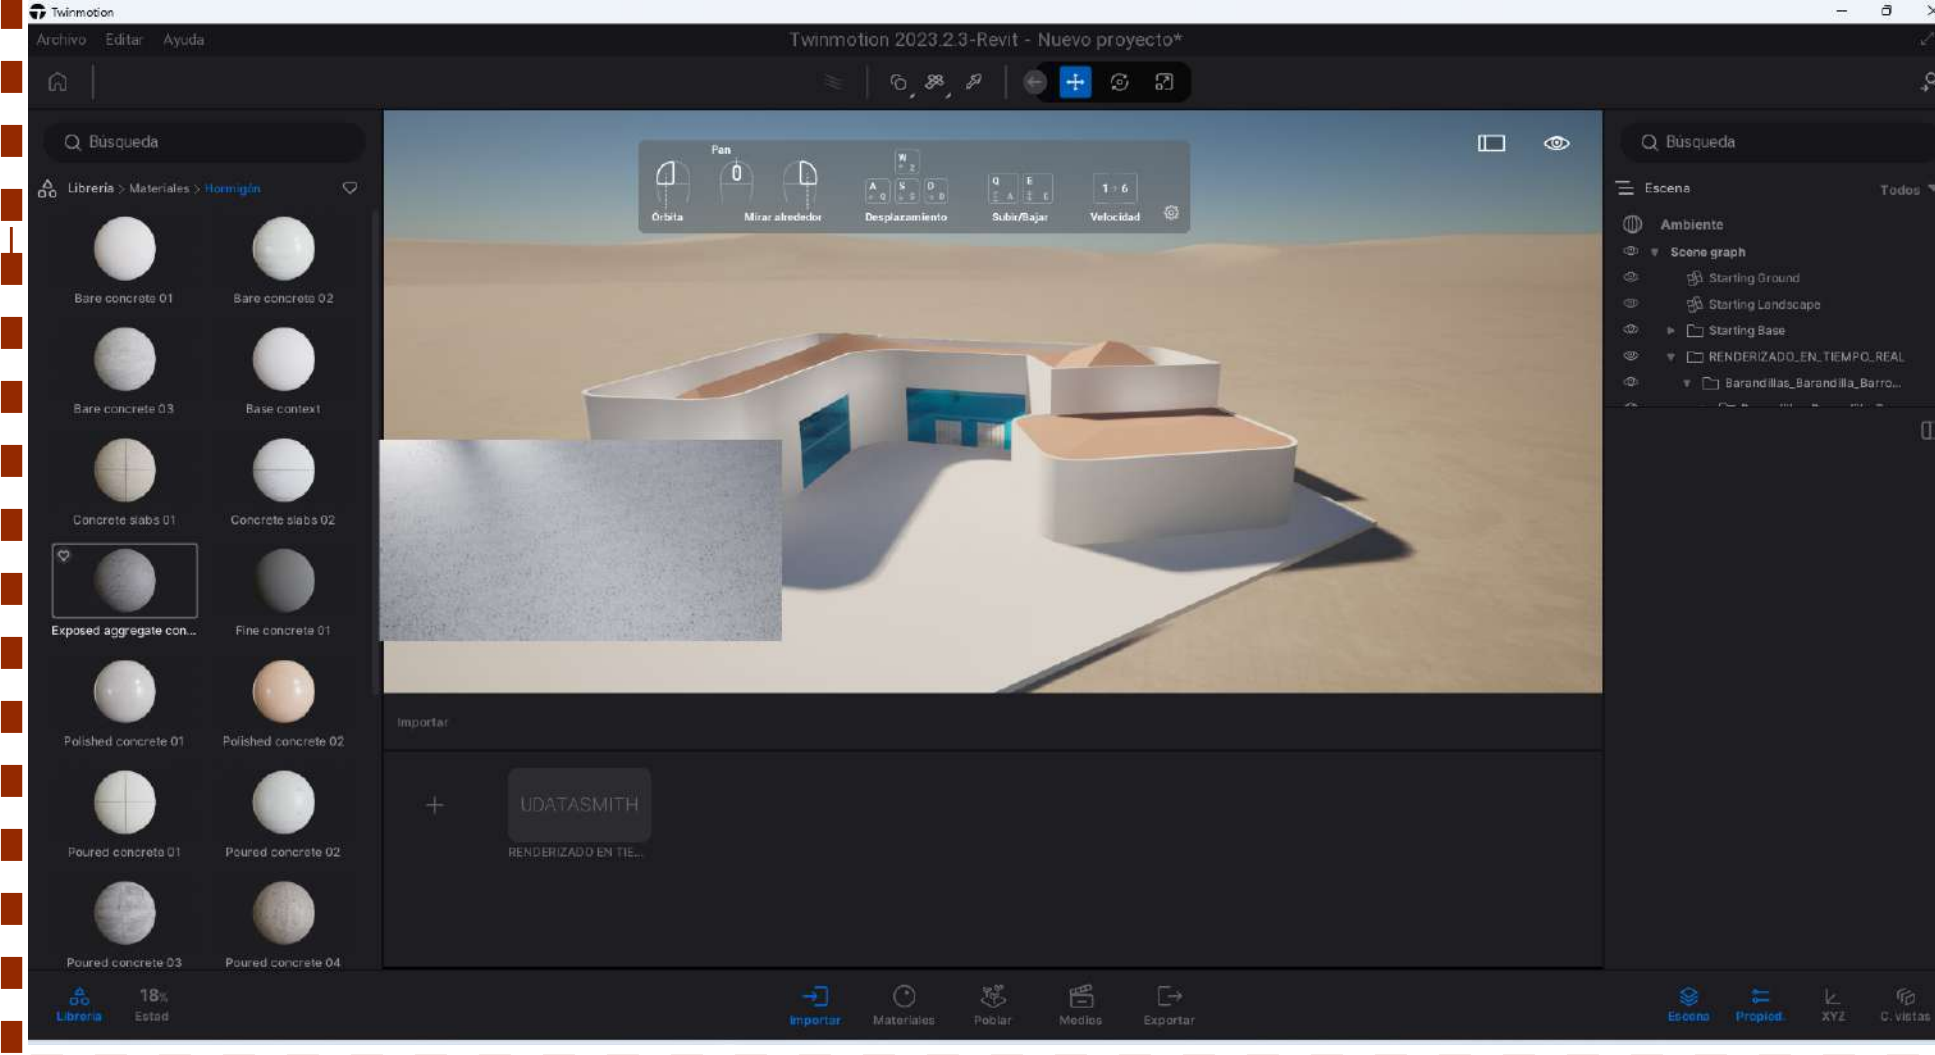 Twinmotion
Archivo Editar Ayuda
Twinmotion 2023.2.3-Revit - Nuevo proyecto*
Búsqueda
Librería > Materiales > Hormigón
Bare concrete 01
Bare concrete 02
Bare concrete 03
Base context
Concrete slabs 01
Concrete slabs 02
Exposed aggregate con...
Fine concrete 01
Polished concrete 01
Polished concrete 02
Poured concrete 01
Poured concrete 02
Poured concrete 03
Poured concrete 04
Pan
W
Z
A S D
Q S D
Q E
A E
1 - 6
Órbita
Mirar alrededor
Desplazamiento
Subir/Bajar
Velocidad
Búsqueda
Escena
Todos
Ambiente
Scene graph
Starting Ground
Starting Landscape
Starting Base
RENDERIZADO_EN_TIEMPO_REAL
Barandillas_Barandilla_Barro...
Importar
+
UDATASMITH
RENDERIZADO EN TIE...
Librería
18%
Estad
Importar
Materiales
Poblar
Medios
Exportar
Escena
Propied.
XYZ
C. vistas